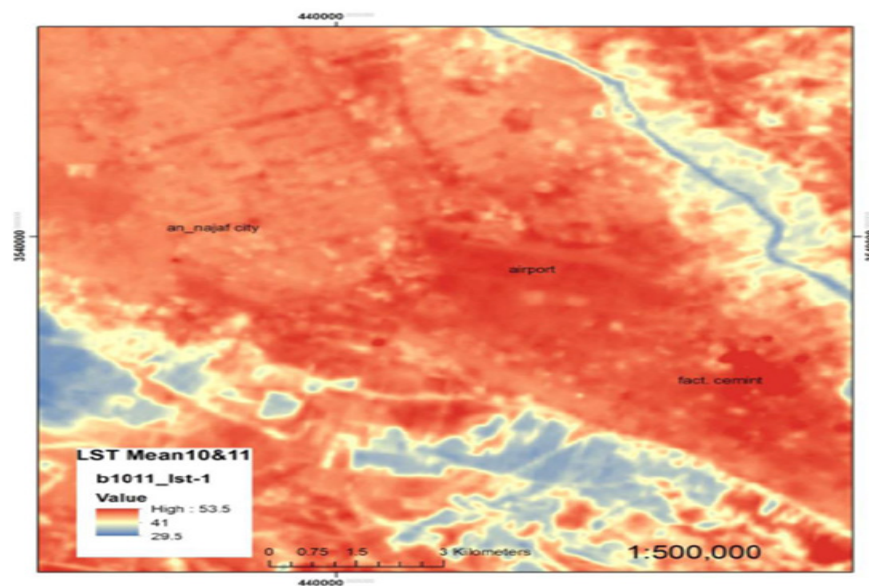 440000
3540000
an_najaf city
airport
fact. cemint
LST Mean10&11
b1011_lst-1
Value
High : 53.5
41
29.5
0 0.75 1.5 3 Kilometers
1:500,000
440000